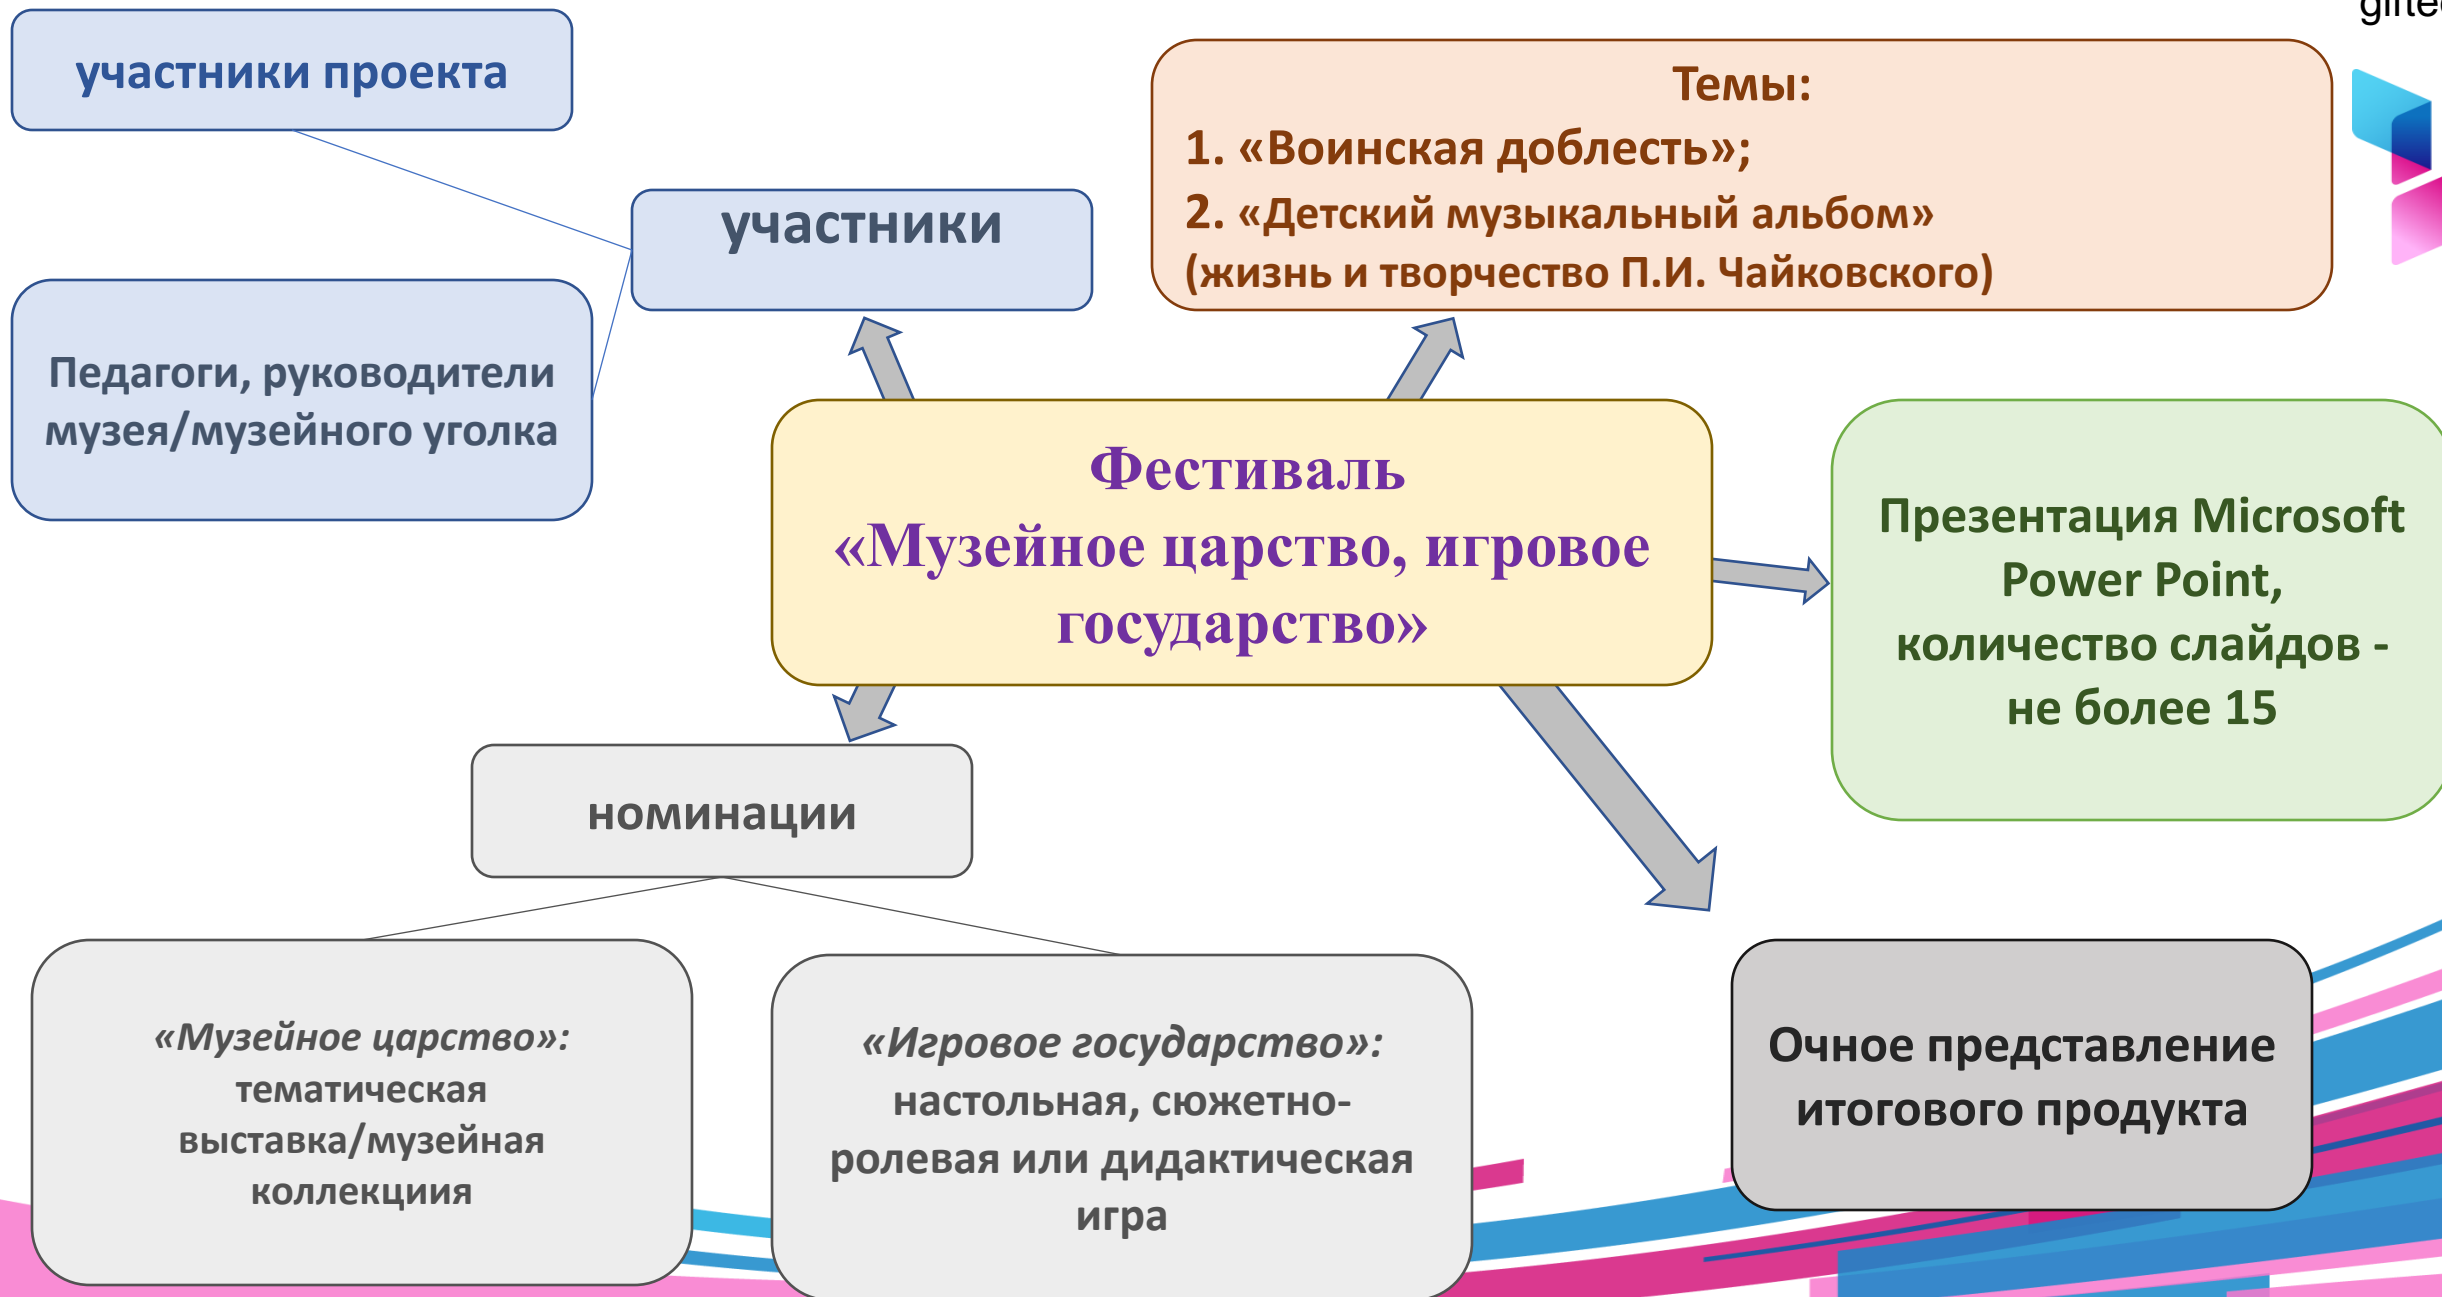 участники проекта
Темы:
1. «Воинская доблесть»;
2. «Детский музыкальный альбом»
(жизнь и творчество П.И. Чайковского)
участники
Педагоги, руководители
музея/музейного уголка
Фестиваль
«Музейное царство, игровое
государство»
Презентация Microsoft
Power Point,
количество слайдов -
не более 15
номинации
«Музейное царство»:
тематическая
выставка/музейная
коллекциия
«Игровое государство»:
настольная, сюжетно-
ролевая или дидактическая
игра
Очное представление
итогового продукта